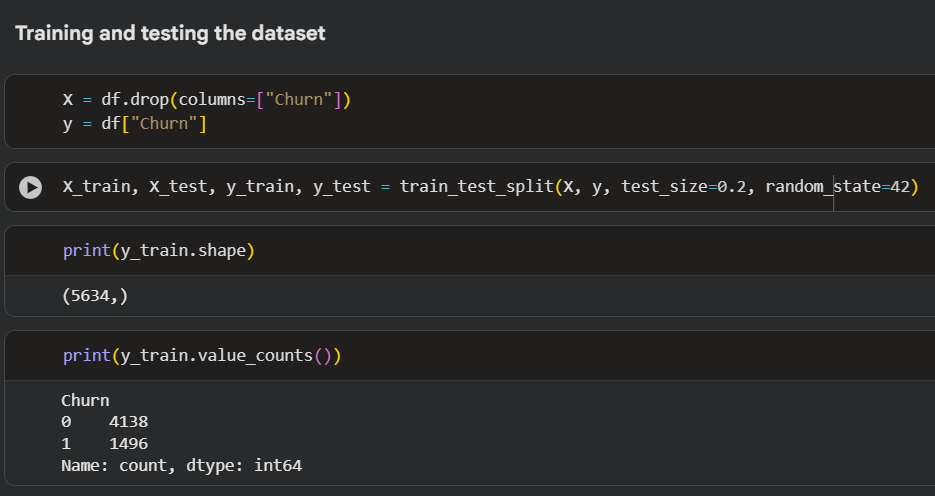 Training and testing the dataset
X = df.drop(columns=["Churn"])
y = df["Churn"]
X_train, X_test, y_train, y_test = train_test_split(X, y, test_size=0.2, random_state=42)
print(y_train.shape)
(5634,)
print(y_train.value_counts())
Churn
0    4138
1    1496
Name: count, dtype: int64